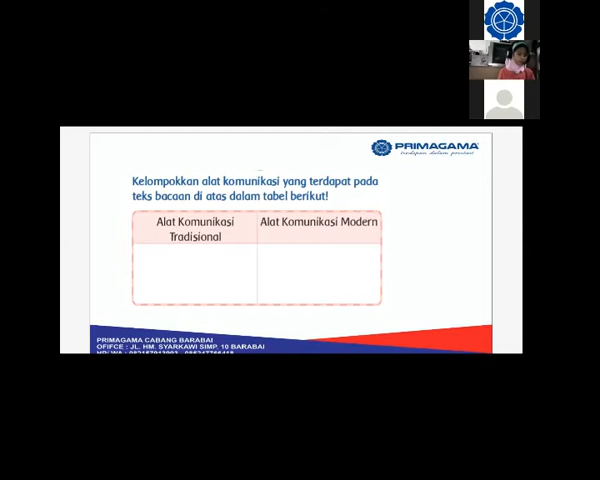 PRIMAGAMA
terdepan dalam prestasi
Kelompokkan alat komunikasi yang terdapat pada
teks bacaan di atas dalam tabel berikut!
Alat Komunikasi Tradisional
Alat Komunikasi Modern
PRIMAGAMA CABANG BARABAI
OFIFCE : JL. HM. SYARKAWI SIMP. 10 BARABAI